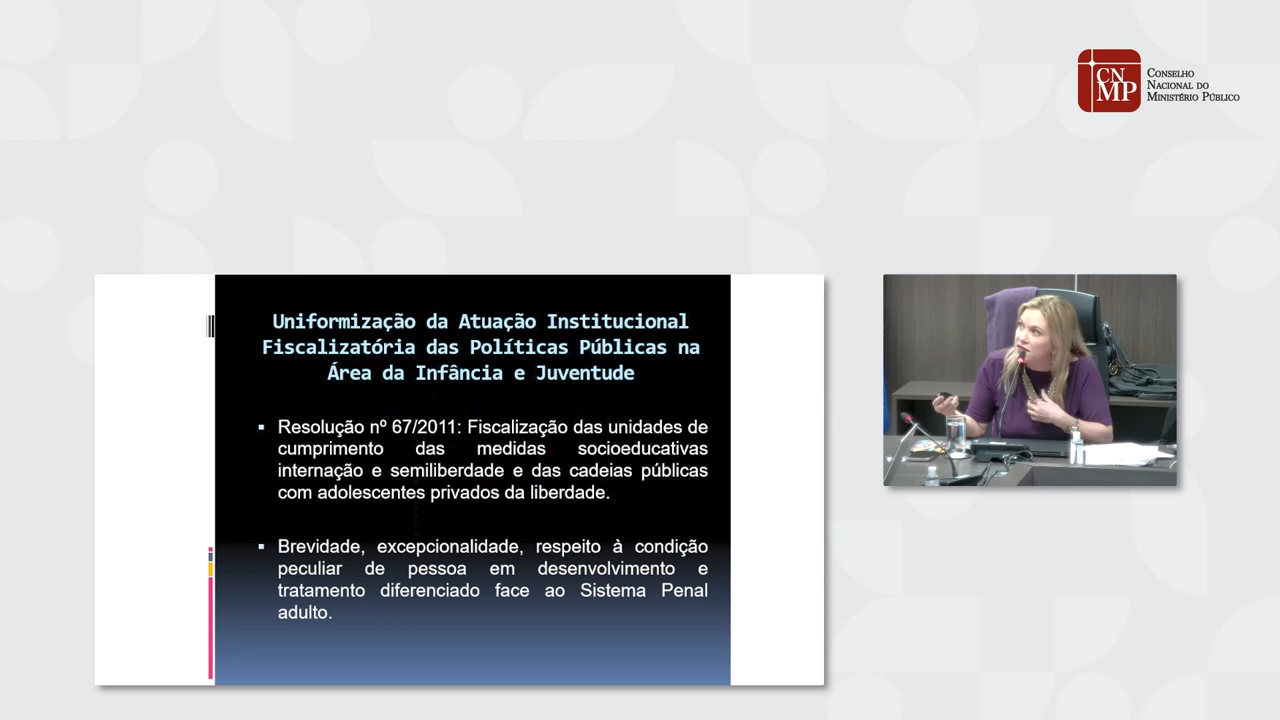 CN
MP
Conselho
Nacional do
Ministério Público
Uniformização da Atuação Institucional
Fiscalizatória das Políticas Públicas na
Área da Infância e Juventude
▪ Resolução nº 67/2011: Fiscalização das unidades de
cumprimento das medidas socioeducativas
internação e semiliberdade e das cadeias públicas
com adolescentes privados da liberdade.
▪ Brevidade, excepcionalidade, respeito à condição
peculiar de pessoa em desenvolvimento e
tratamento diferenciado face ao Sistema Penal
adulto.